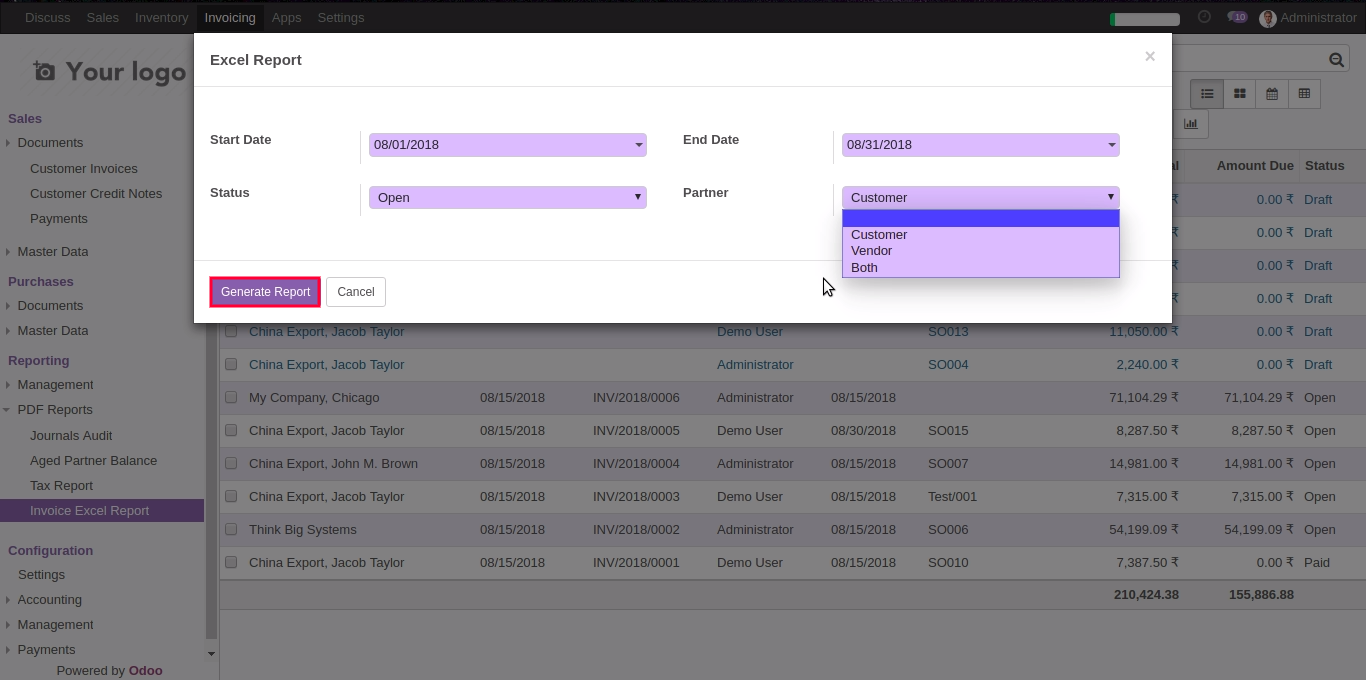 Discuss Sales Inventory Invoicing Apps Settings 10 Administrator
Your logo
Excel Report ×
Start Date 08/01/2018 End Date 08/31/2018
Status Open Partner Customer
Customer
Vendor
Both
Generate Report Cancel
Sales
Documents
Customer Invoices
Customer Credit Notes
Payments
Master Data
Purchases
Documents
Master Data
Reporting
Management
PDF Reports
Journals Audit
Aged Partner Balance
Tax Report
Invoice Excel Report
Configuration
Settings
Accounting
Management
Payments
Powered by Odoo
Amount Due Status
₹ 0.00 ₹ Draft
₹ 0.00 ₹ Draft
₹ 0.00 ₹ Draft
₹ 0.00 ₹ Draft
China Export, Jacob Taylor Demo User SO013 11,050.00 ₹ 0.00 ₹ Draft
China Export, Jacob Taylor Administrator SO004 2,240.00 ₹ 0.00 ₹ Draft
My Company, Chicago 08/15/2018 INV/2018/0006 Administrator 08/15/2018 71,104.29 ₹ 71,104.29 ₹ Open
China Export, Jacob Taylor 08/15/2018 INV/2018/0005 Demo User 08/30/2018 SO015 8,287.50 ₹ 8,287.50 ₹ Open
China Export, John M. Brown 08/15/2018 INV/2018/0004 Administrator 08/15/2018 SO007 14,981.00 ₹ 14,981.00 ₹ Open
China Export, Jacob Taylor 08/15/2018 INV/2018/0003 Demo User 08/15/2018 Test/001 7,315.00 ₹ 7,315.00 ₹ Open
Think Big Systems 08/15/2018 INV/2018/0002 Administrator 08/15/2018 SO006 54,199.09 ₹ 54,199.09 ₹ Open
China Export, Jacob Taylor 08/15/2018 INV/2018/0001 Demo User 08/15/2018 SO010 7,387.50 ₹ 0.00 ₹ Paid
210,424.38 155,886.88